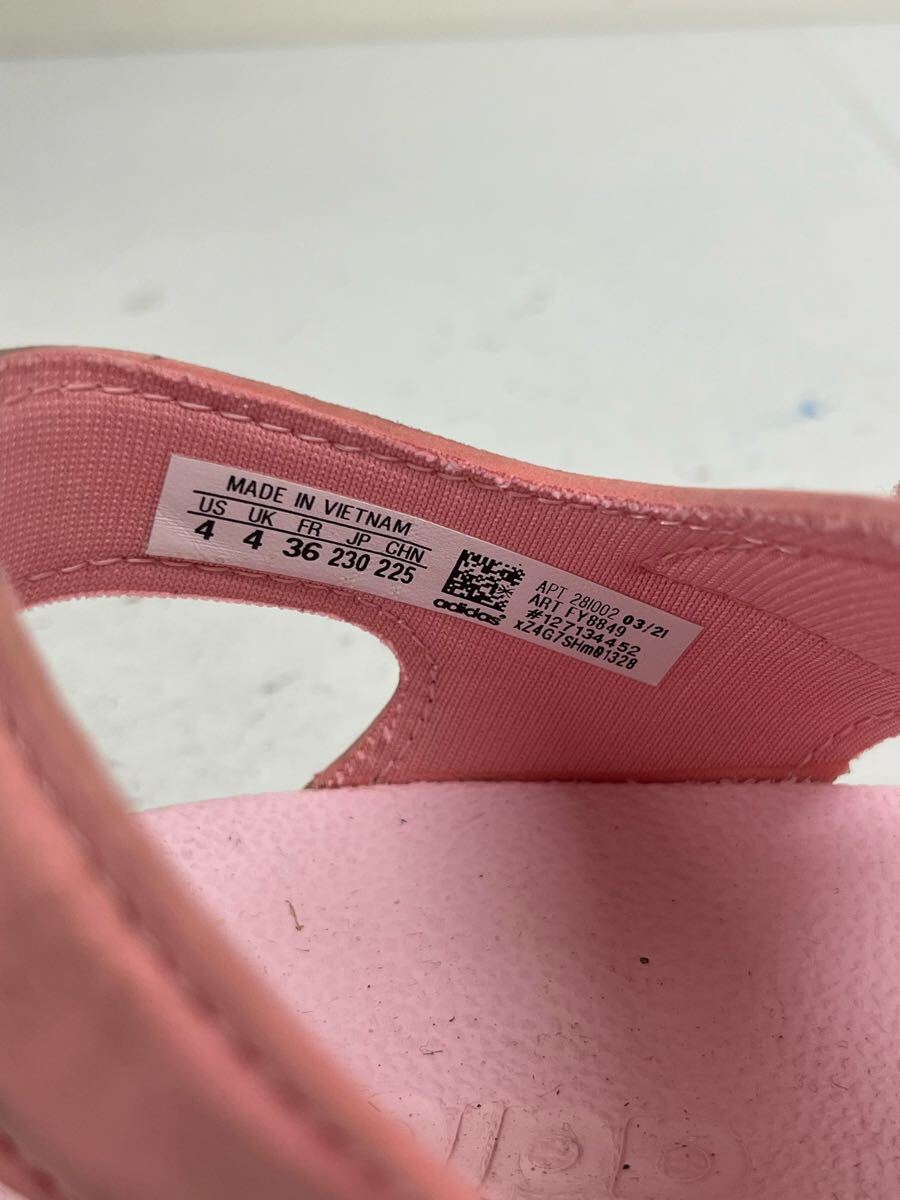 MADE IN VIETNAM
US UK FR JP CHN
4 4 36 230 225
adidas
APT 28I002 03/21
ART FY8849
#127134452
xZ4G7SHm01328